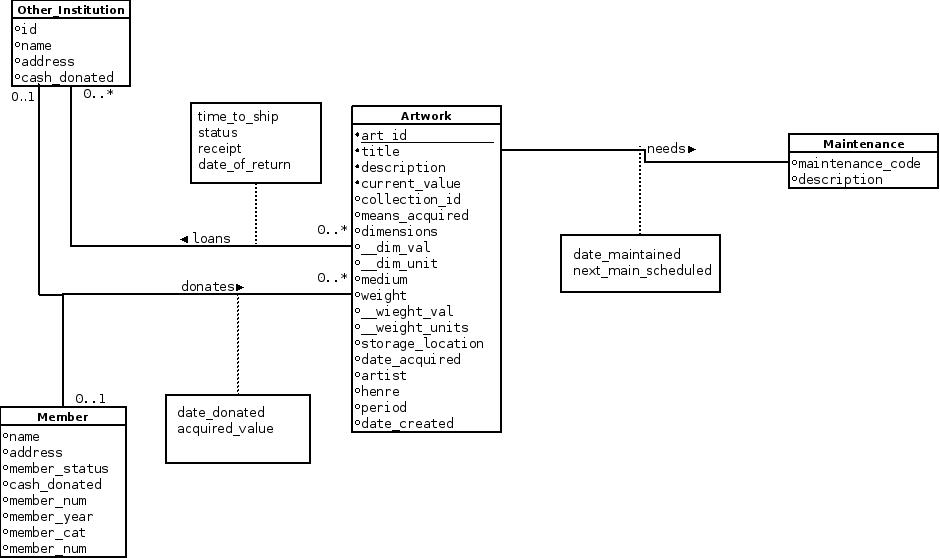 Other_Institution
id
name
address
cash_donated
0..1
0..*
time_to_ship
status
receipt
date_of_return
Artwork
art_id
title
description
current_value
collection_id
means_acquired
dimensions
__dim_val
__dim_unit
medium
weight
__wieght_val
__weight_units
storage_location
date_acquired
artist
henre
period
date_created
needs
Maintenance
maintenance_code
description
date_maintained
next_main_scheduled
0..*
loans
0..*
donates
date_donated
acquired_value
0..1
Member
name
address
member_status
cash_donated
member_num
member_year
member_cat
member_num